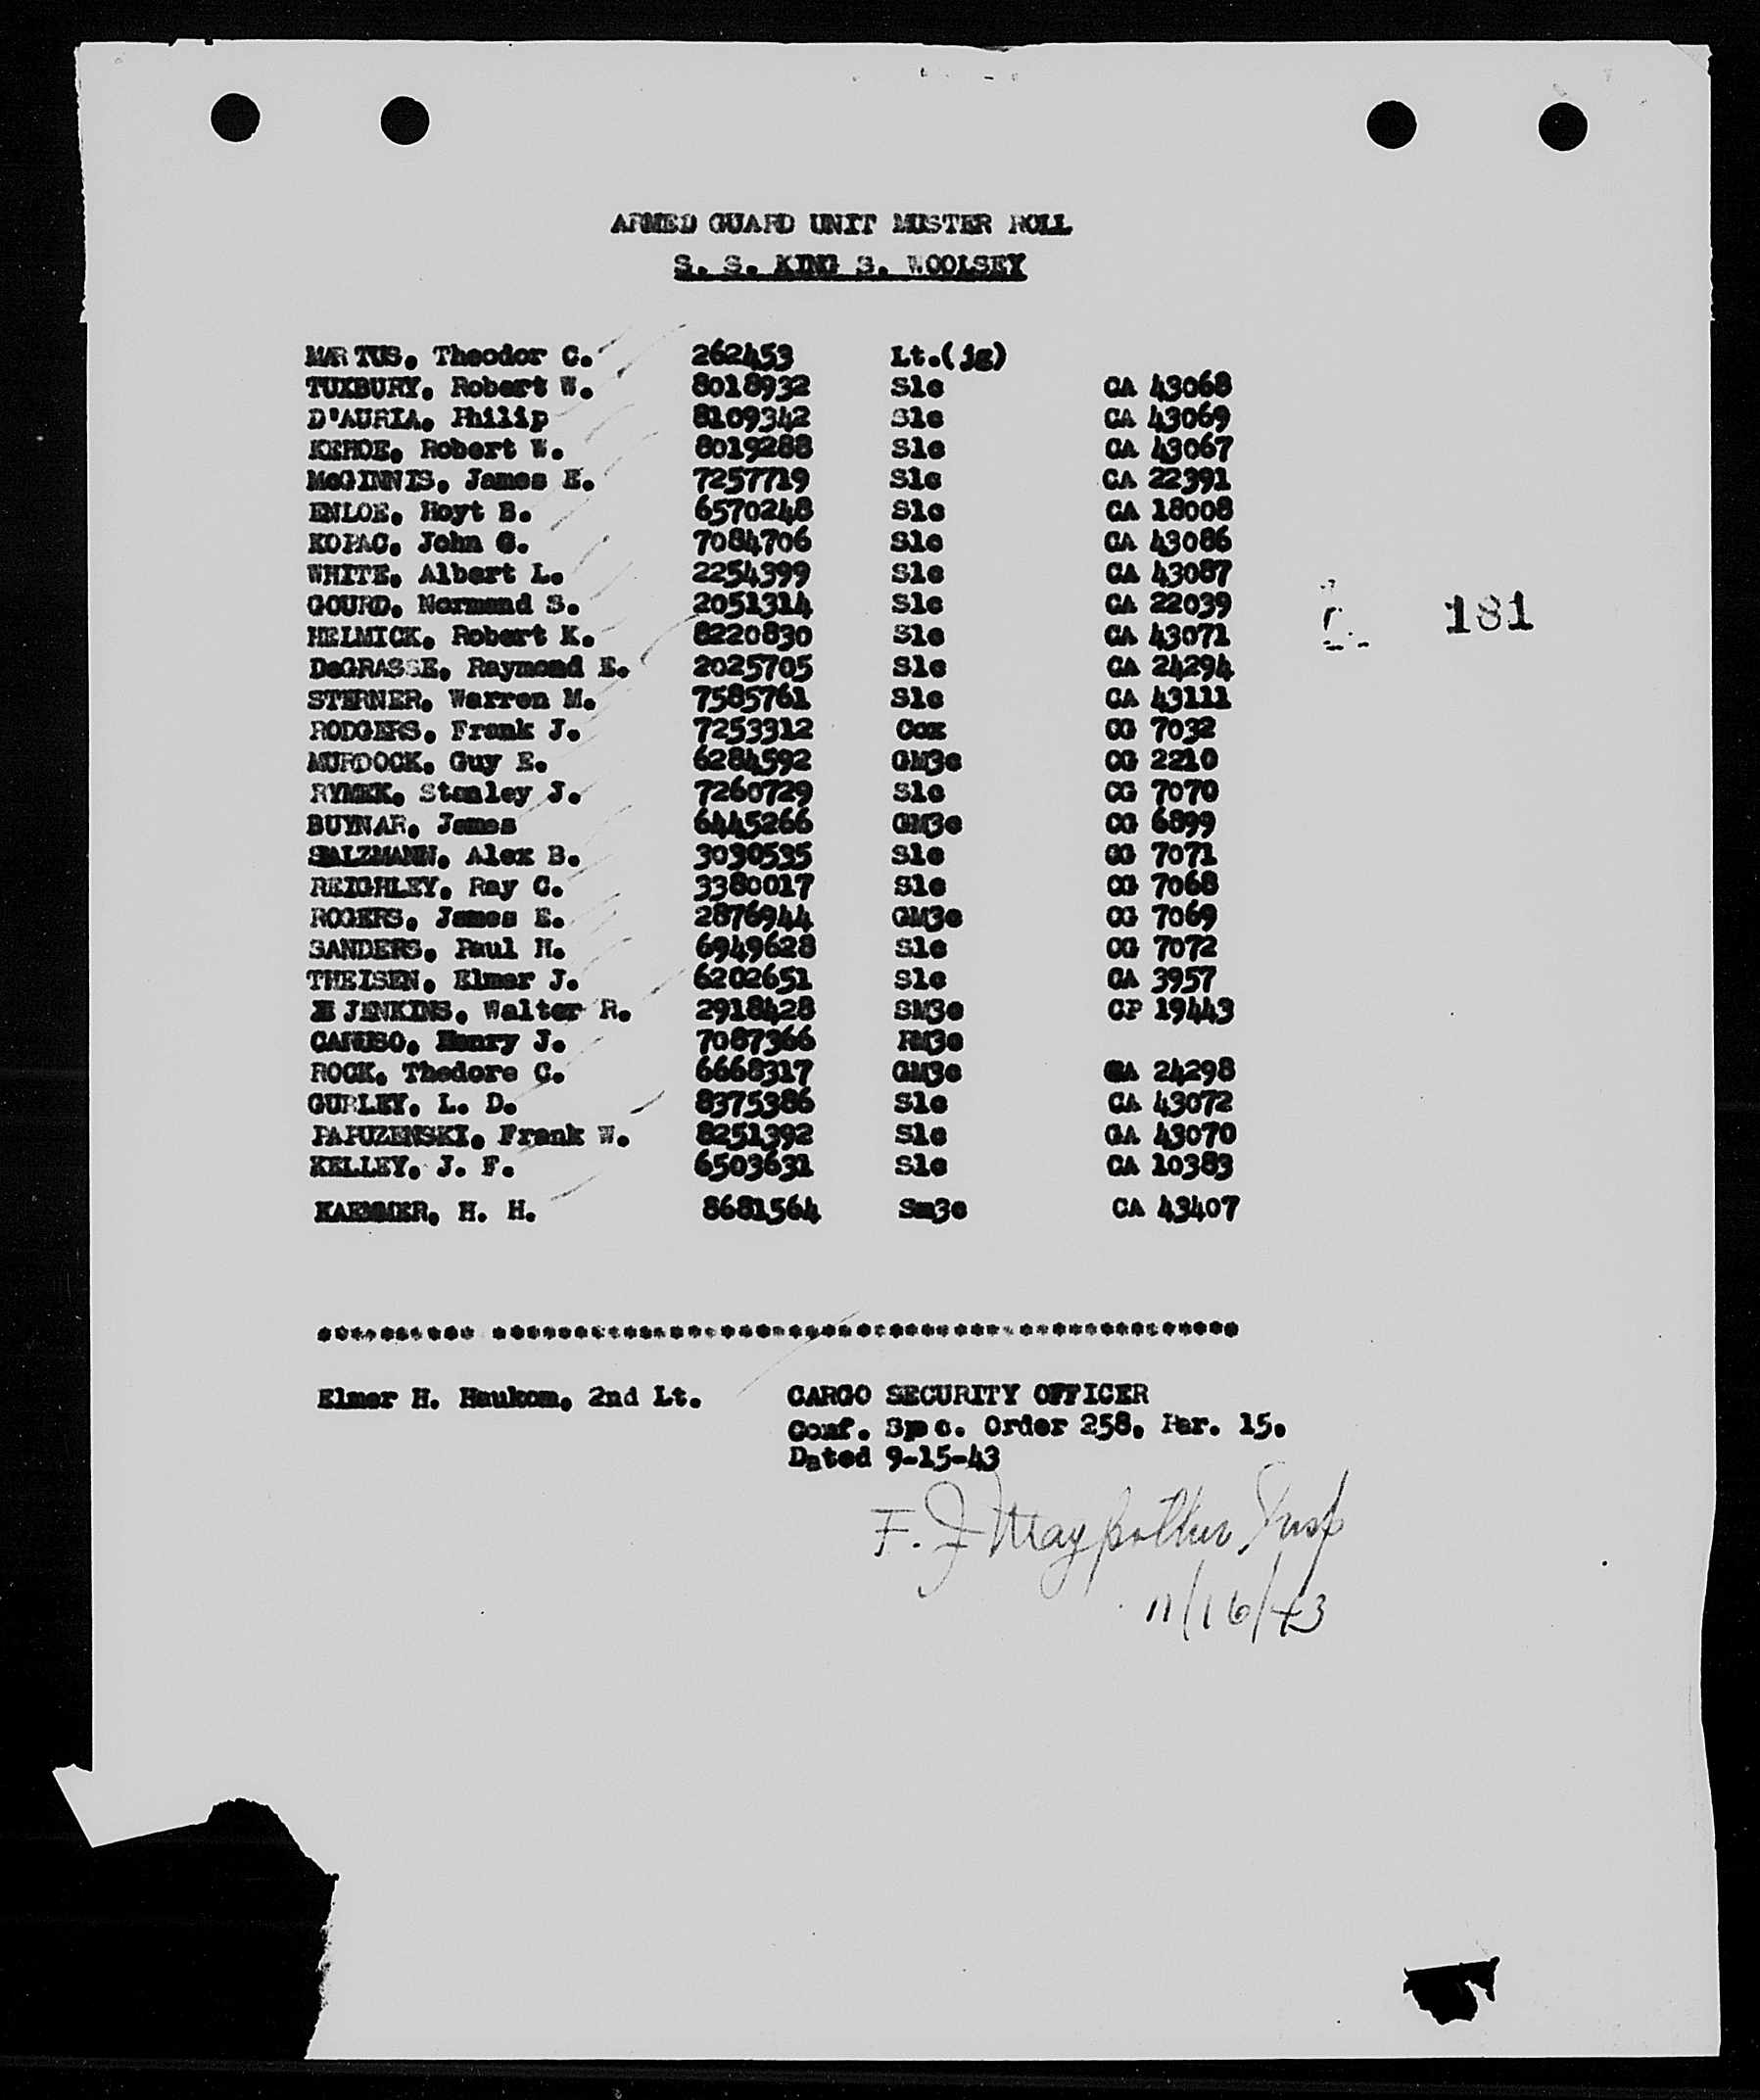 ARMED GUARD UNIT MUSTER ROLL
S. S. KING S. WOOLSEY
MARTUS, Theodor C. 262453 Lt.(jg)
TUXBURY, Robert W. 8018932 S1c CA 43068
D'AURIA, Philip 8109342 S1c CA 43069
KEHOE, Robert W. 8019288 S1c CA 43067
McGINNIS, James E. 7257719 S1c CA 22391
ENLOE, Hoyt B. 6570248 S1c CA 18008
KOPAC, John G. 7084706 S1c CA 43086
WHITE, Albert L. 2254399 S1c CA 43087
GOURD, Normand S. 2051314 S1c CA 22039
181
HELMICK, Robert K. 8220830 S1c CA 43071
DeGRASSE, Raymond E. 2025705 S1c CA 24294
STERNER, Warren M. 7585761 S1c CA 43111
RODGERS, Frank J. 7253312 Cox CG 7032
MURDOCK, Guy E. 6284592 GM3c CG 2210
RYMEK, Stanley J. 7260729 S1c CG 7070
BUYNAR, James 6445266 GM3c CG 6899
SALZMANN, Alex B. 3030535 S1c CG 7071
REIGHLEY, Ray C. 3380017 S1c CG 7068
ROGERS, James E. 2876944 GM3c CG 7069
SANDERS, Paul H. 6949628 S1c CG 7072
THEISEN, Elmer J. 6202651 S1c CA 3957
JENKINS, Walter R. 2918428 SM3c CP 19443
CARUSO, Henry J. 7087366 RM3c
ROCK, Thedore C. 6668317 GM3c CA 24298
GURLEY, L. D. 8375386 S1c CA 43072
PAPUZENSKI, Frank W. 8251392 S1c CA 43070
KELLEY, J. F. 6503631 S1c CA 10383
KAEMMER, H. H. 8681564 Sm3c CA 43407
Elmer H. Haukom, 2nd Lt. CARGO SECURITY OFFICER
Conf. Spec. Order 258, Par. 15.
Dated 9-15-43
F. J. Maypother Insp
11/16/43